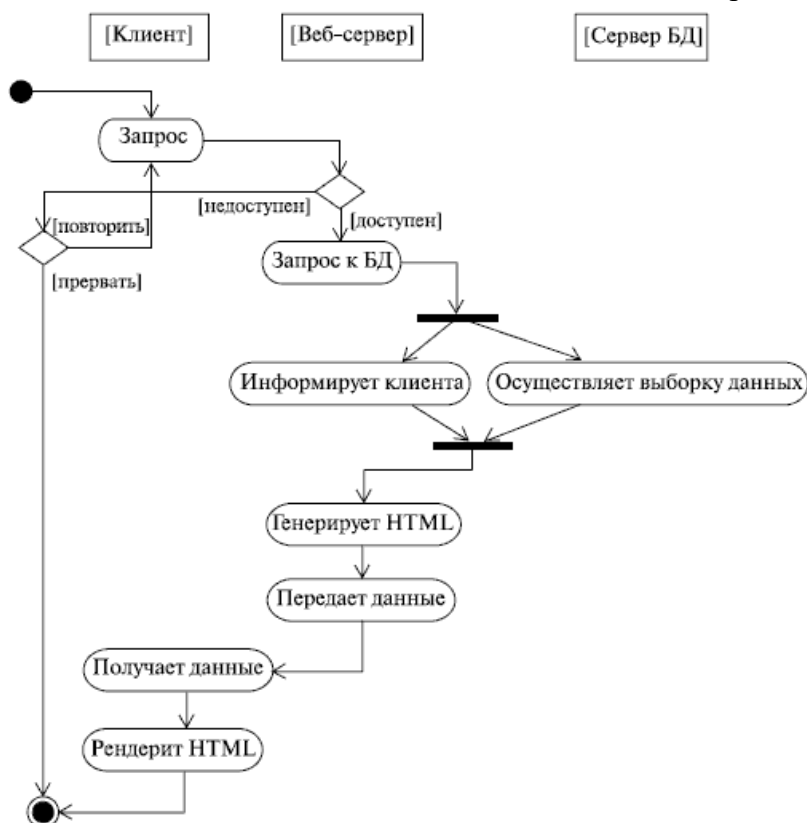 [Клиент]
[Веб-сервер]
[Сервер БД]
Запрос
[недоступен]
[повторить]
[доступен]
Запрос к БД
[прервать]
Информирует клиента
Осуществляет выборку данных
Генерирует HTML
Передает данные
Получает данные
Рендерит HTML